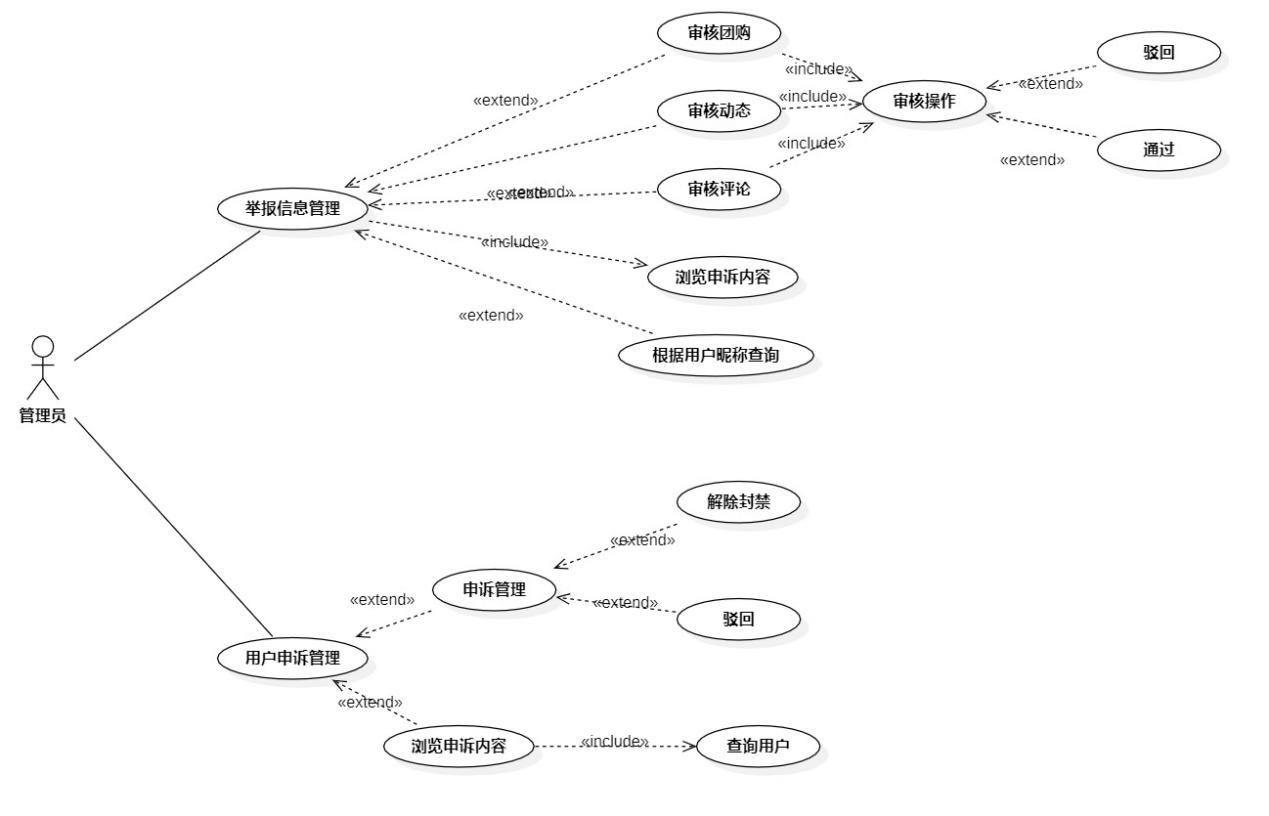 审核团购
驳回
«include»
«extend»
«extend»
«include»
审核动态
审核操作
«include»
通过
«extend»
审核评论
«extend»
«extend»
举报信息管理
«include»
浏览申诉内容
«extend»
根据用户昵称查询
管理员
解除封禁
«extend»
申诉管理
«extend»
«extend»
驳回
用户申诉管理
«extend»
浏览申诉内容
«include»
查询用户